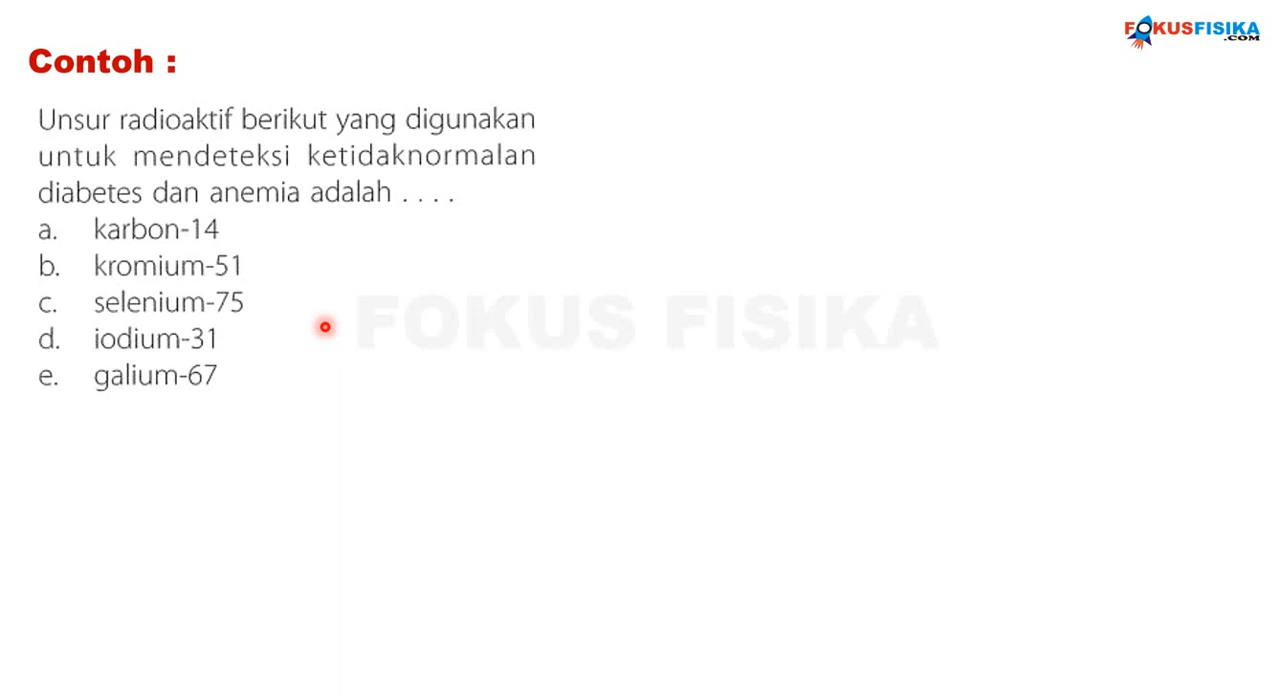 FOKUSFISIKA
.COM
Contoh :
Unsur radioaktif berikut yang digunakan
untuk mendeteksi ketidaknormalan
diabetes dan anemia adalah . . . .
a. karbon-14
b. kromium-51
c. selenium-75
d. iodium-31
e. galium-67
FOKUS FISIKA